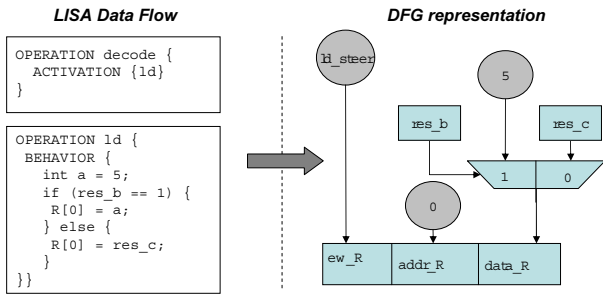 LISA Data Flow
DFG representation
OPERATION decode {
ACTIVATION {ld}
}
OPERATION ld {
BEHAVIOR {
int a = 5;
if (res_b == 1) {
R[0] = a;
} else {
R[0] = res_c;
}
}}
ld_steer
5
res_b
res_c
1
0
0
ew_R
addr_R
data_R